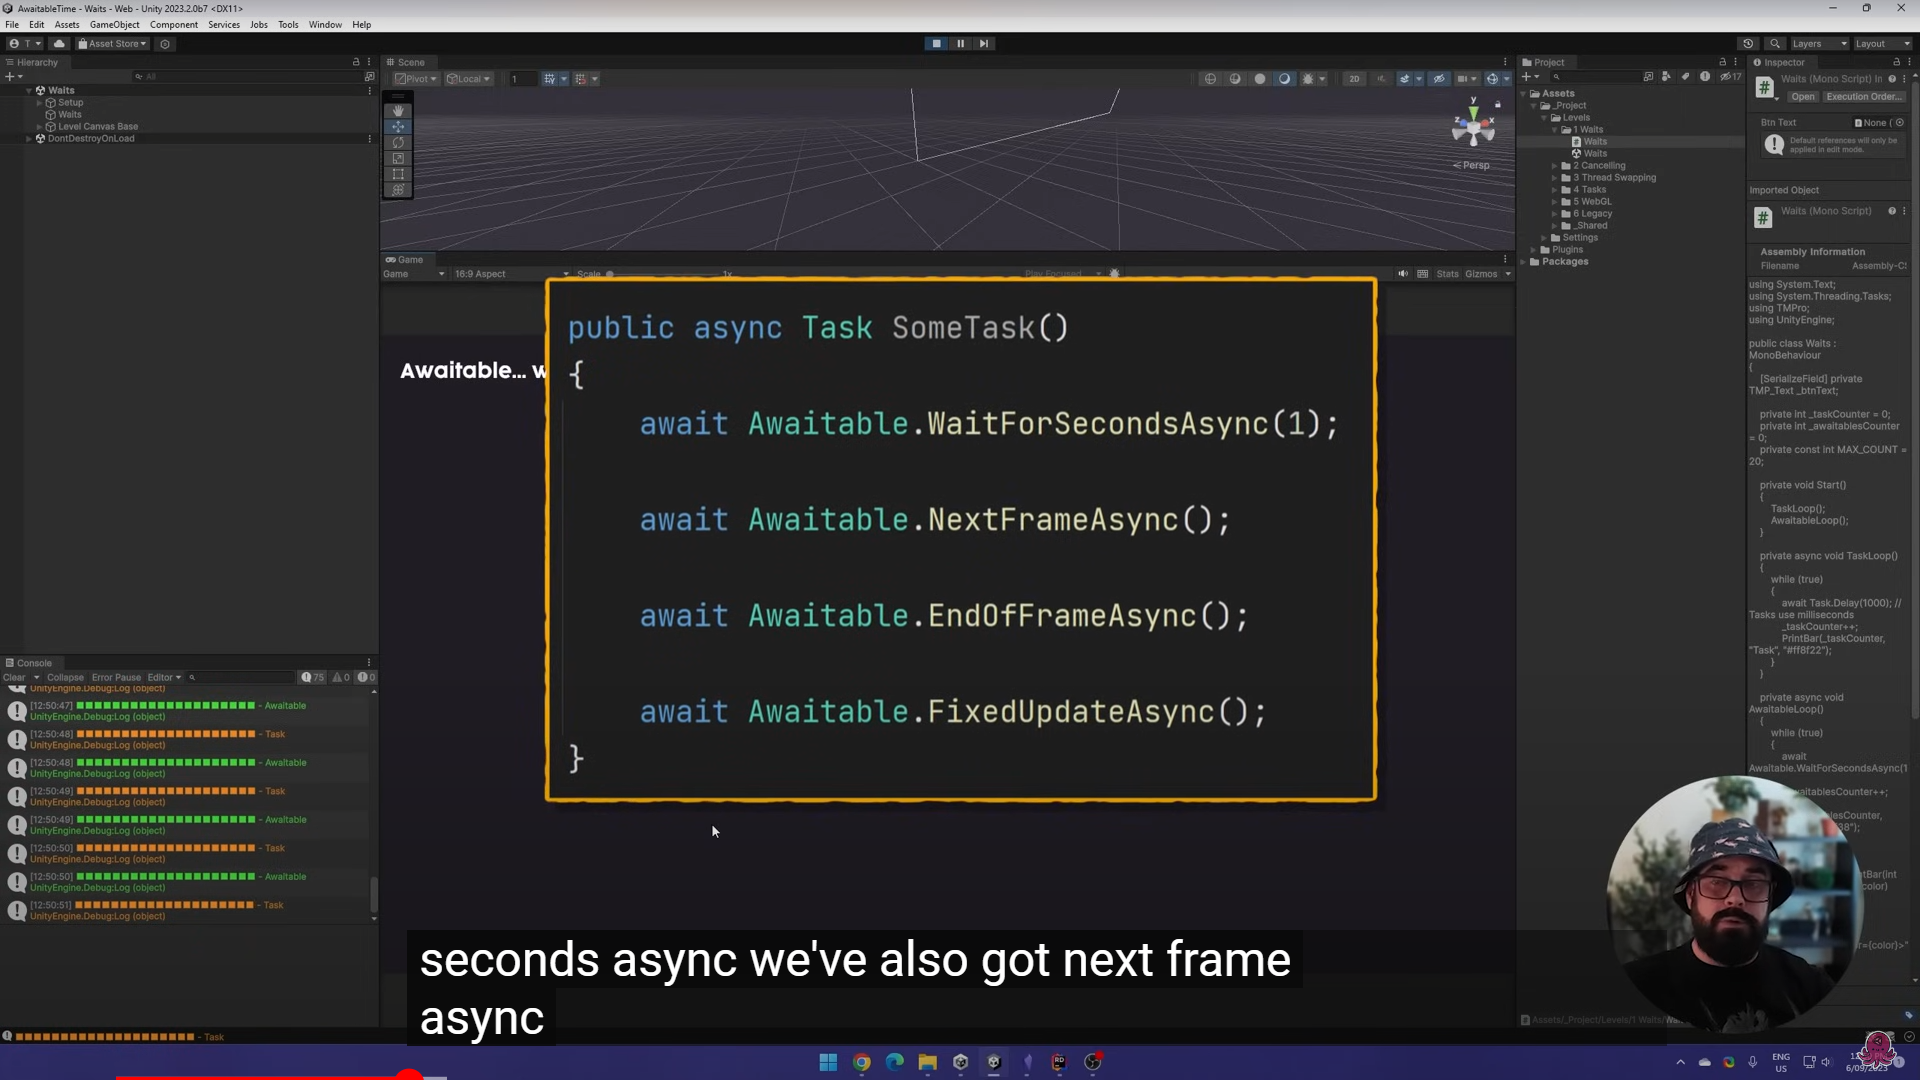 AwaitableTime - Waits - Web - Unity 2023.2.0b7 <DX11>
File Edit Assets GameObject Component Services Jobs Tools Window Help
T Asset Store Layers Layout
Hierarchy
All
Waits
Setup
Waits
Level Canvas Base
DontDestroyOnLoad
Scene
Pivot Local 1 2D
y
z x
Persp
Game
Game 16:9 Aspect Scale 1x Play Focused Stats Gizmos
Awaitable... w
public async Task SomeTask()
{
await Awaitable.WaitForSecondsAsync(1);
await Awaitable.NextFrameAsync();
await Awaitable.EndOfFrameAsync();
await Awaitable.FixedUpdateAsync();
}
Console
Clear Collapse Error Pause Editor 75 0 0
UnityEngine.Debug:Log (object)
[12:50:47] - Awaitable
UnityEngine.Debug:Log (object)
[12:50:48] - Task
UnityEngine.Debug:Log (object)
[12:50:48] - Awaitable
UnityEngine.Debug:Log (object)
[12:50:49] - Task
UnityEngine.Debug:Log (object)
[12:50:49] - Awaitable
UnityEngine.Debug:Log (object)
[12:50:50] - Task
UnityEngine.Debug:Log (object)
[12:50:50] - Awaitable
UnityEngine.Debug:Log (object)
[12:50:51] - Task
UnityEngine.Debug:Log (object)
- Task
Project
17
Assets
_Project
Levels
1 Waits
Waits
Waits
2 Cancelling
3 Thread Swapping
4 Tasks
5 WebGL
6 Legacy
_Shared
Settings
Plugins
Packages
Assets/_Project/Levels/1 Waits/
Inspector
Waits (Mono Script) In
Open Execution Order...
Btn Text None (
Default references will only be
applied in edit mode.
Imported Object
Waits (Mono Script)
Assembly Information
Filename Assembly-C
using System.Text;
using System.Threading.Tasks;
using TMPro;
using UnityEngine;
public class Waits :
MonoBehaviour
{
[SerializeField] private
TMP_Text _btnText;
private int _taskCounter = 0;
private int _awaitablesCounter
= 0;
private const int MAX_COUNT =
20;
private void Start()
{
TaskLoop();
AwaitableLoop();
}
private async void TaskLoop()
{
while (true)
{
await Task.Delay(1000); //
Tasks use milliseconds
_taskCounter++;
PrintBar(_taskCounter,
"Task", "#ff8f22");
}
}
private async void
AwaitableLoop()
{
while (true)
{
await
Awaitable.WaitForSecondsAsync(1
seconds async we've also got next frame
async
ENG
US
6/09/2023